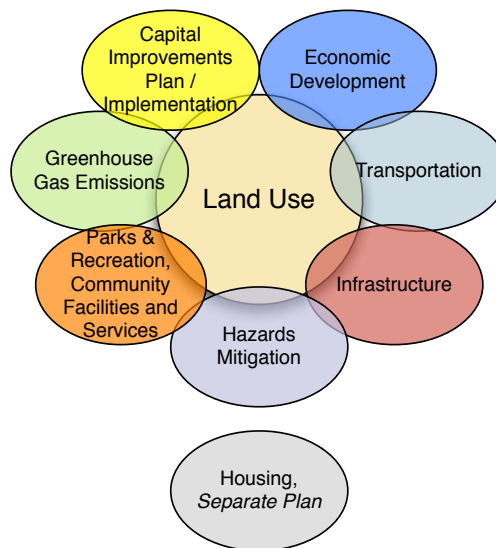 Capital
Improvements
Plan /
Implementation
Economic
Development
Greenhouse
Gas Emissions
Land Use
Transportation
Parks &
Recreation,
Community
Facilities and
Services
Infrastructure
Hazards
Mitigation
Housing,
Separate Plan